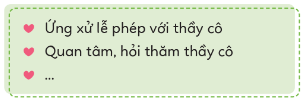 Ứng xử lễ phép với thầy cô
Quan tâm, hỏi thăm thầy cô
...